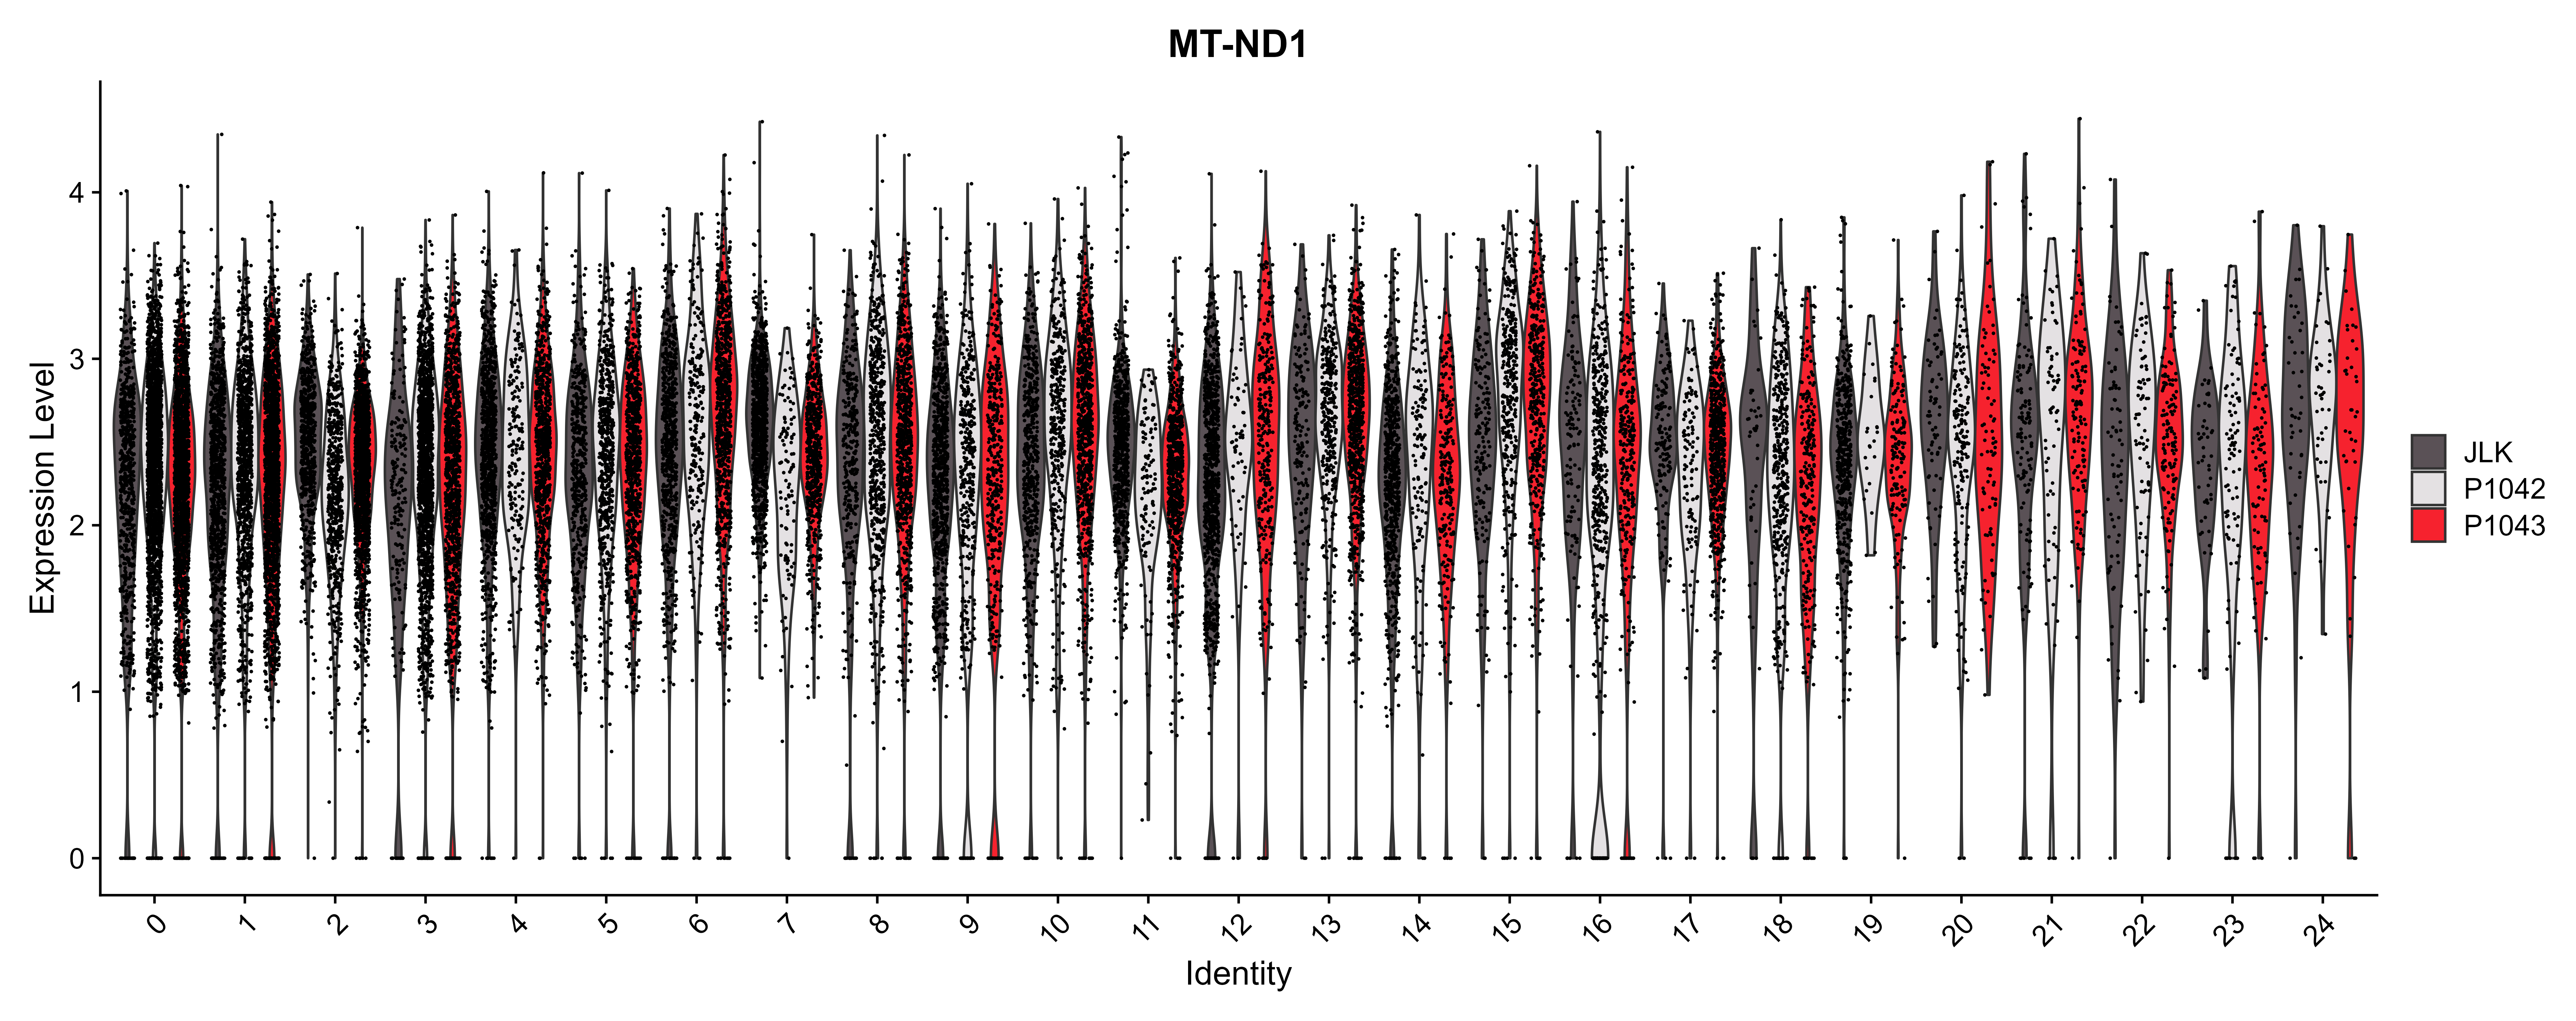 MT-ND1
Expression Level
4
3
2
1
0
0 1 2 3 4 5 6 7 8 9 10 11 12 13 14 15 16 17 18 19 20 21 22 23 24
Identity
JLK
P1042
P1043